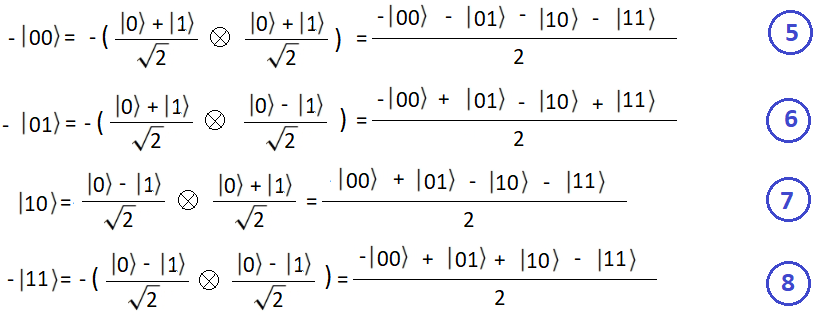 -|00⟩ = -( |0⟩ + |1⟩ / √2 ⊗ |0⟩ + |1⟩ / √2 ) = -|00⟩ - |01⟩ - |10⟩ - |11⟩ / 2 5
- |01⟩ = -( |0⟩ + |1⟩ / √2 ⊗ |0⟩ - |1⟩ / √2 ) = -|00⟩ + |01⟩ - |10⟩ + |11⟩ / 2 6
|10⟩ = |0⟩ - |1⟩ / √2 ⊗ |0⟩ + |1⟩ / √2 = |00⟩ + |01⟩ - |10⟩ - |11⟩ / 2 7
-|11⟩ = -( |0⟩ - |1⟩ / √2 ⊗ |0⟩ - |1⟩ / √2 ) = -|00⟩ + |01⟩ + |10⟩ - |11⟩ / 2 8